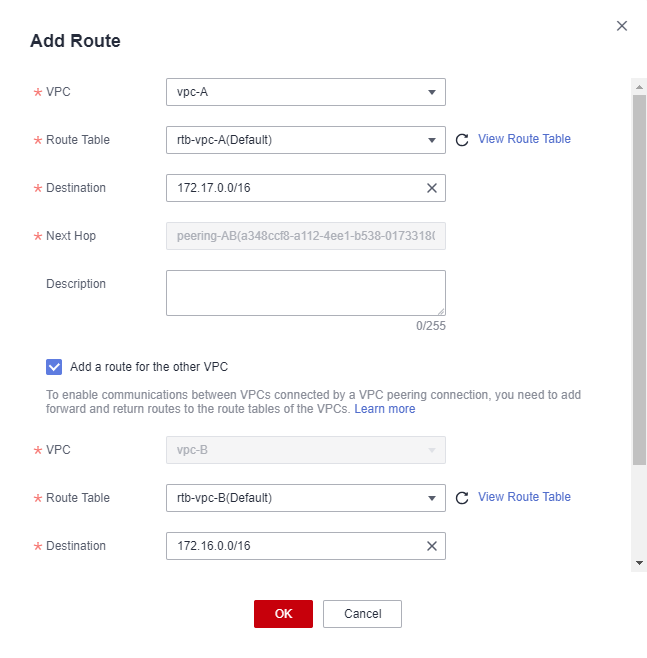 Add Route
* VPC
vpc-A
* Route Table
rtb-vpc-A(Default)
View Route Table
* Destination
172.17.0.0/16
* Next Hop
peering-AB(a348ccf8-a112-4ee1-b538-0173318(
Description
0/255
Add a route for the other VPC
To enable communications between VPCs connected by a VPC peering connection, you need to add
forward and return routes to the route tables of the VPCs. Learn more
* VPC
vpc-B
* Route Table
rtb-vpc-B(Default)
View Route Table
* Destination
172.16.0.0/16
OK
Cancel